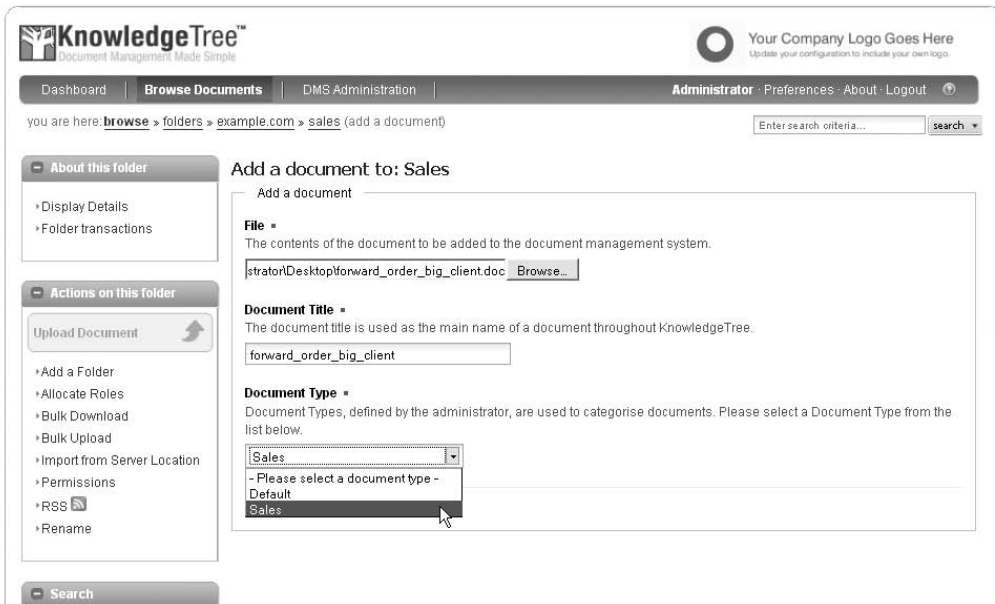 KnowledgeTree™
Document Management Made Simple
Your Company Logo Goes Here
Update your configuration to include your own logo.
Dashboard Browse Documents DMS Administration Administrator · Preferences · About · Logout ?
you are here: browse » folders » example.com » sales (add a document)
Enter search criteria... search
About this folder
Display Details
Folder transactions
Actions on this folder
Upload Document
Add a Folder
Allocate Roles
Bulk Download
Bulk Upload
Import from Server Location
Permissions
RSS
Rename
Search
Add a document to: Sales
Add a document
File
The contents of the document to be added to the document management system.
strator\Desktop\forward_order_big_client.doc Browse...
Document Title
The document title is used as the main name of a document throughout KnowledgeTree.
forward_order_big_client
Document Type
Document Types, defined by the administrator, are used to categorise documents. Please select a Document Type from the
list below.
Sales
- Please select a document type -
Default
Sales